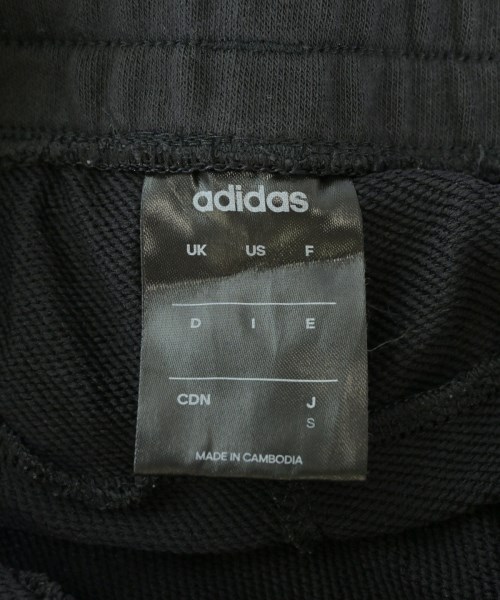 adidas
UK US F
D I E
CDN J
S
MADE IN CAMBODIA